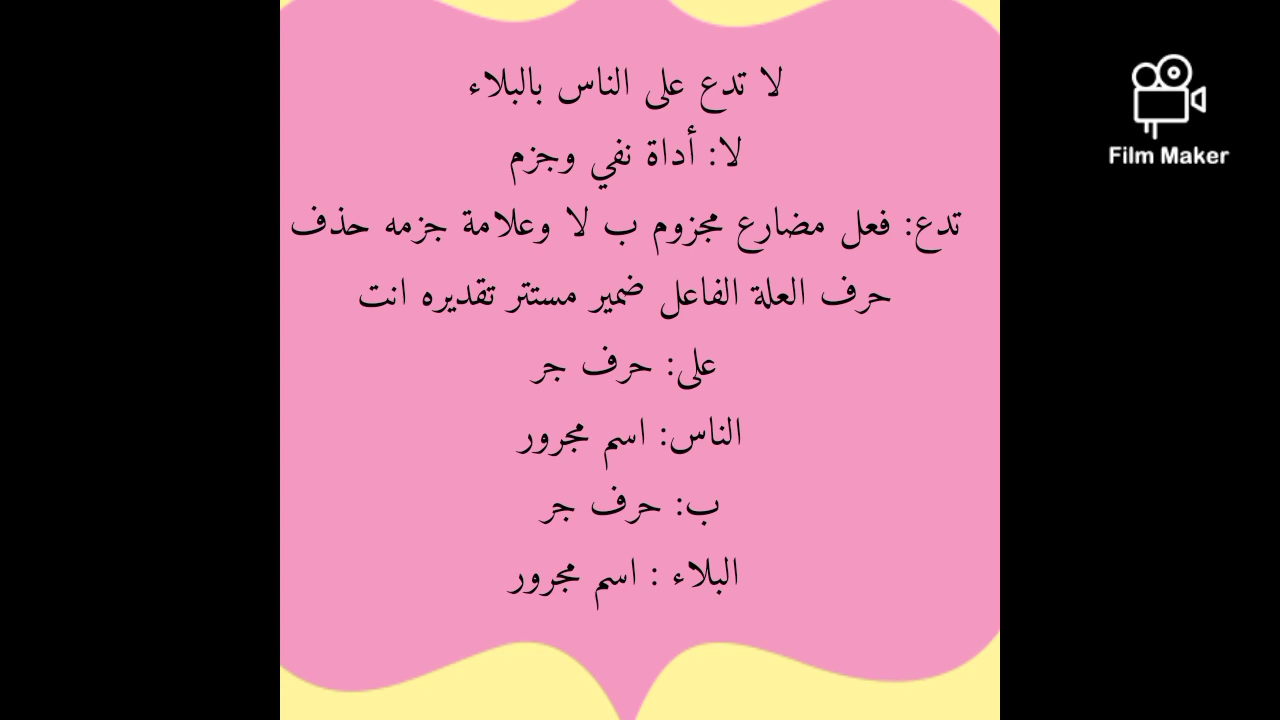 لا تدع على الناس بالبلاء
لا: أداة نفي وجزم
تدع: فعل مضارع مجزوم ب لا وعلامة جزمه حذف
حرف العلة الفاعل ضمير مستتر تقديره انت
على: حرف جر
الناس: اسم مجرور
ب: حرف جر
البلاء : اسم مجرور
Film Maker